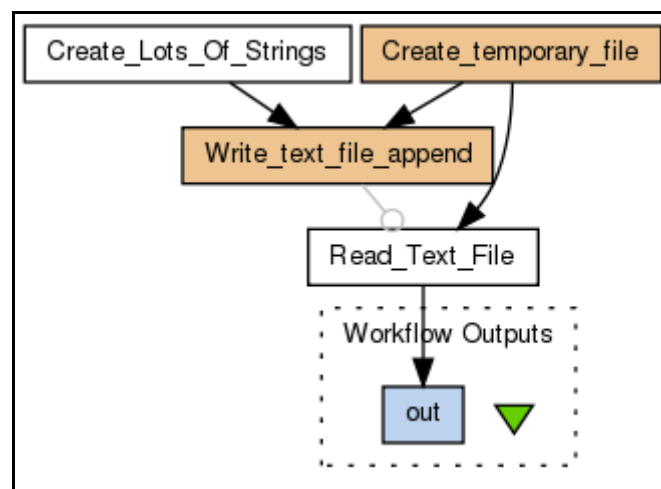 Create_Lots_Of_Strings
Create_temporary_file
Write_text_file_append
Read_Text_File
Workflow Outputs
out